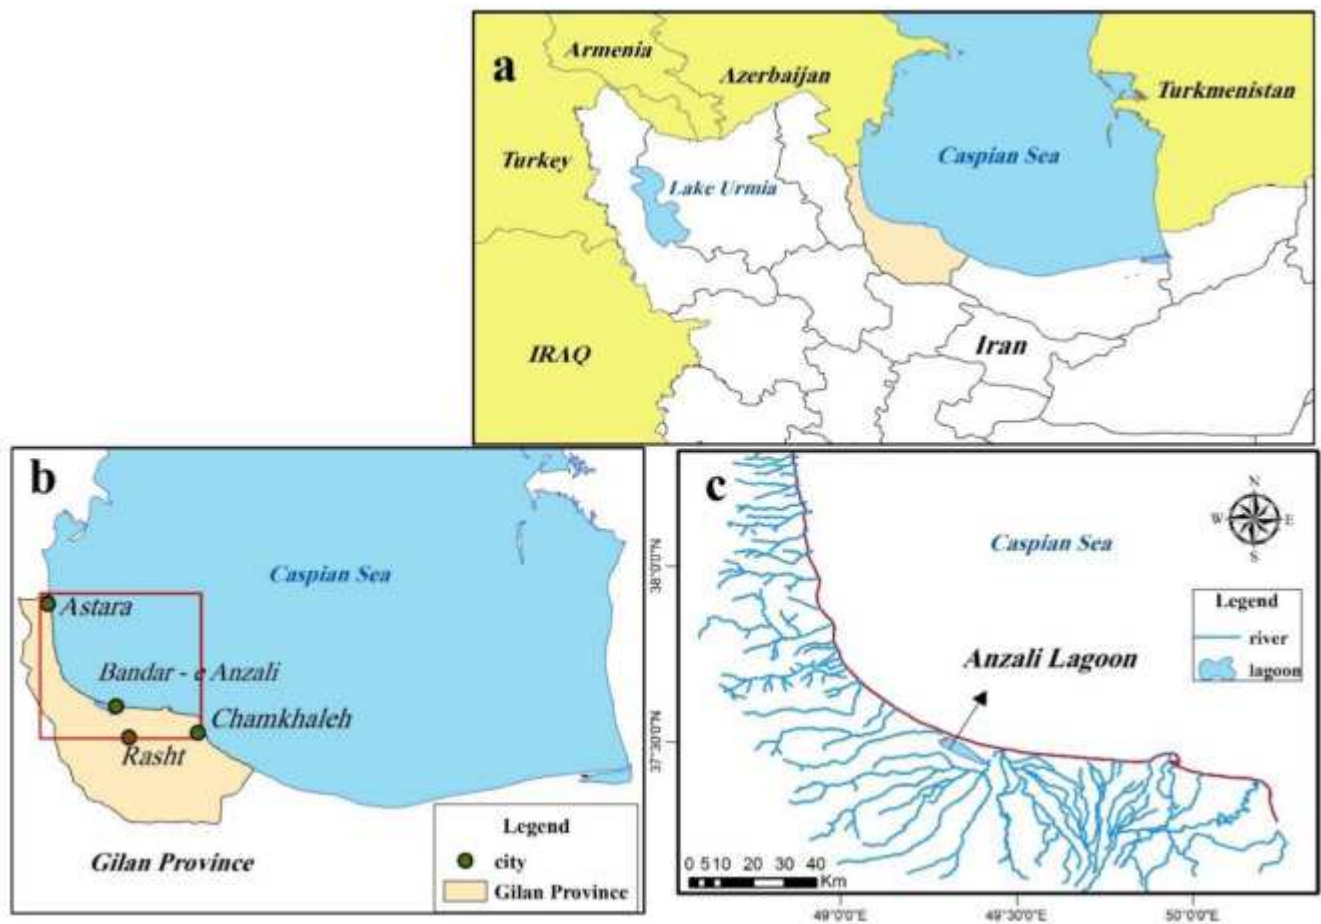 a
Armenia
Azerbaijan
Turkmenistan
Turkey
Caspian Sea
Lake Urmia
IRAQ
Iran
b
Caspian Sea
Astara
Bandar - e Anzali
Chamkhaleh
Rasht
Gilan Province
Legend
city
Gilan Province
c
N
W E
S
Caspian Sea
Anzali Lagoon
Legend
river
lagoon
38°0'0"N
37°30'0"N
0 5 10 20 30 40
Km
49°0'0"E 49°30'0"E 50°0'0"E